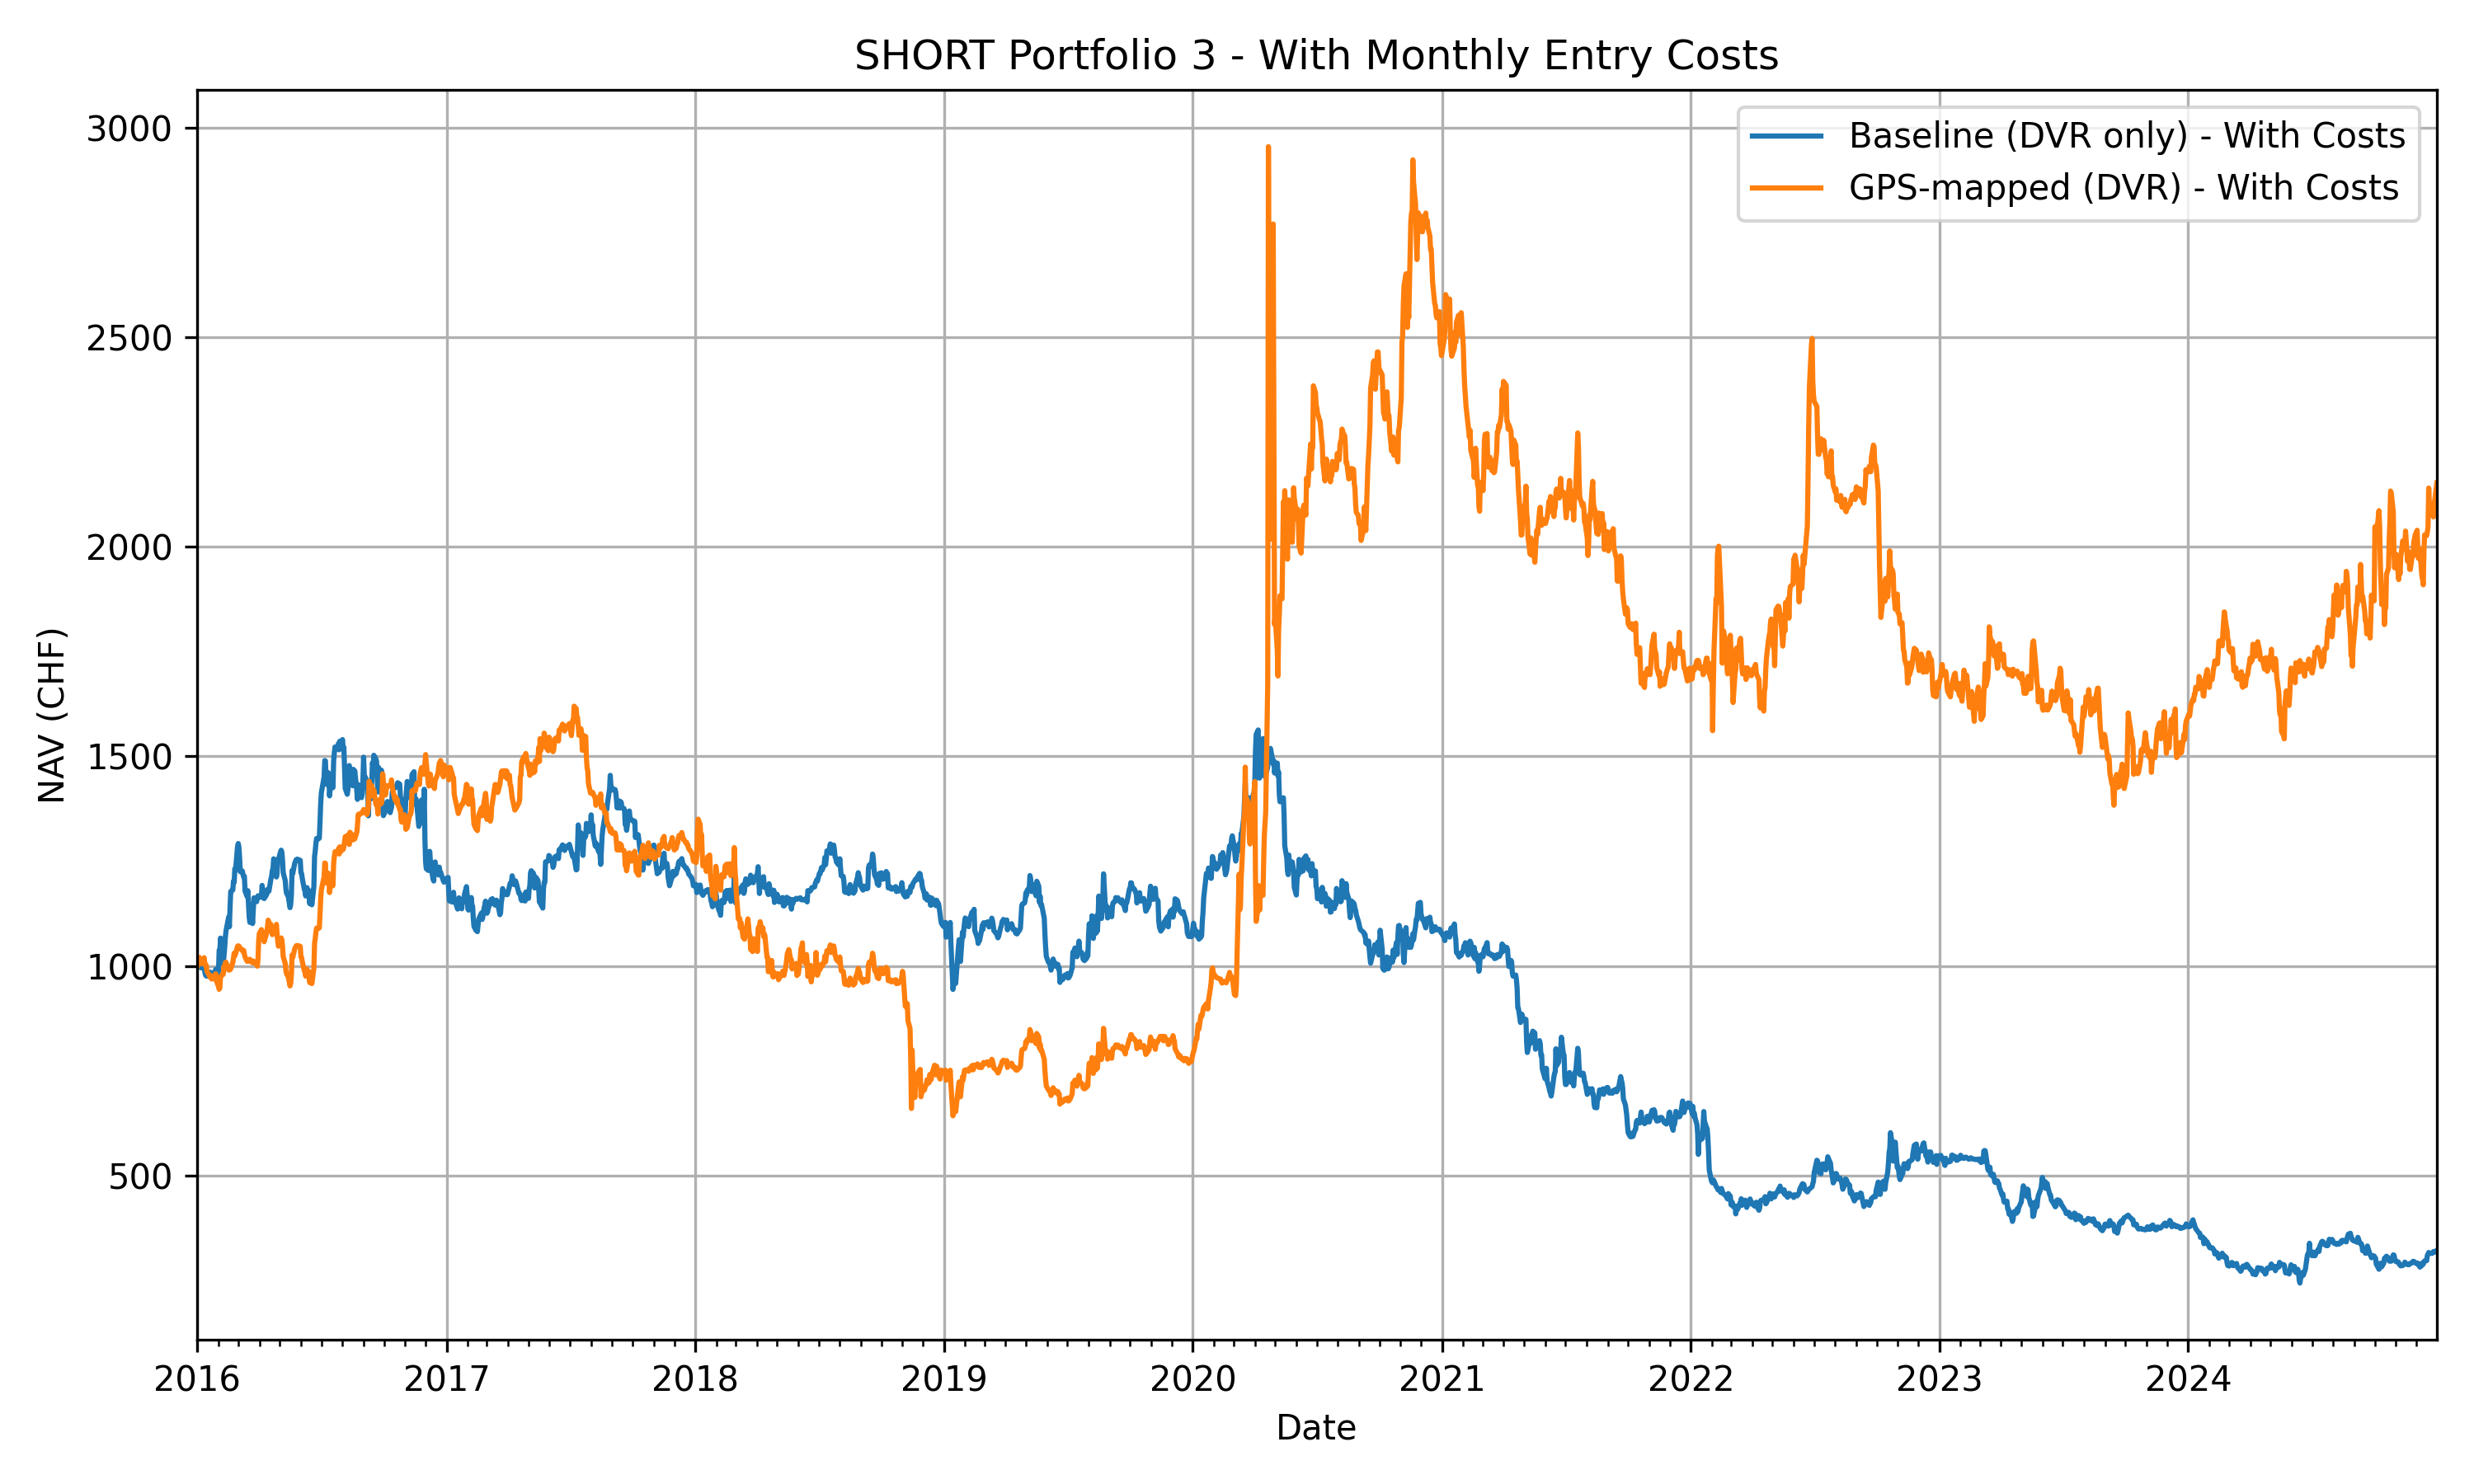 SHORT Portfolio 3 - With Monthly Entry Costs
Baseline (DVR only) - With Costs
GPS-mapped (DVR) - With Costs
NAV (CHF)
3000
2500
2000
1500
1000
500
2016 2017 2018 2019 2020 2021 2022 2023 2024
Date